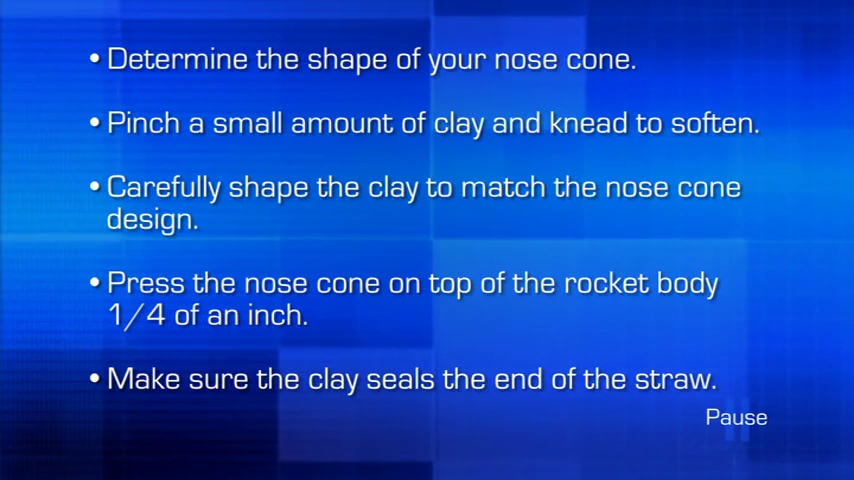 • Determine the shape of your nose cone.
• Pinch a small amount of clay and knead to soften.
• Carefully shape the clay to match the nose cone
design.
• Press the nose cone on top of the rocket body
1/4 of an inch.
• Make sure the clay seals the end of the straw.
Pause